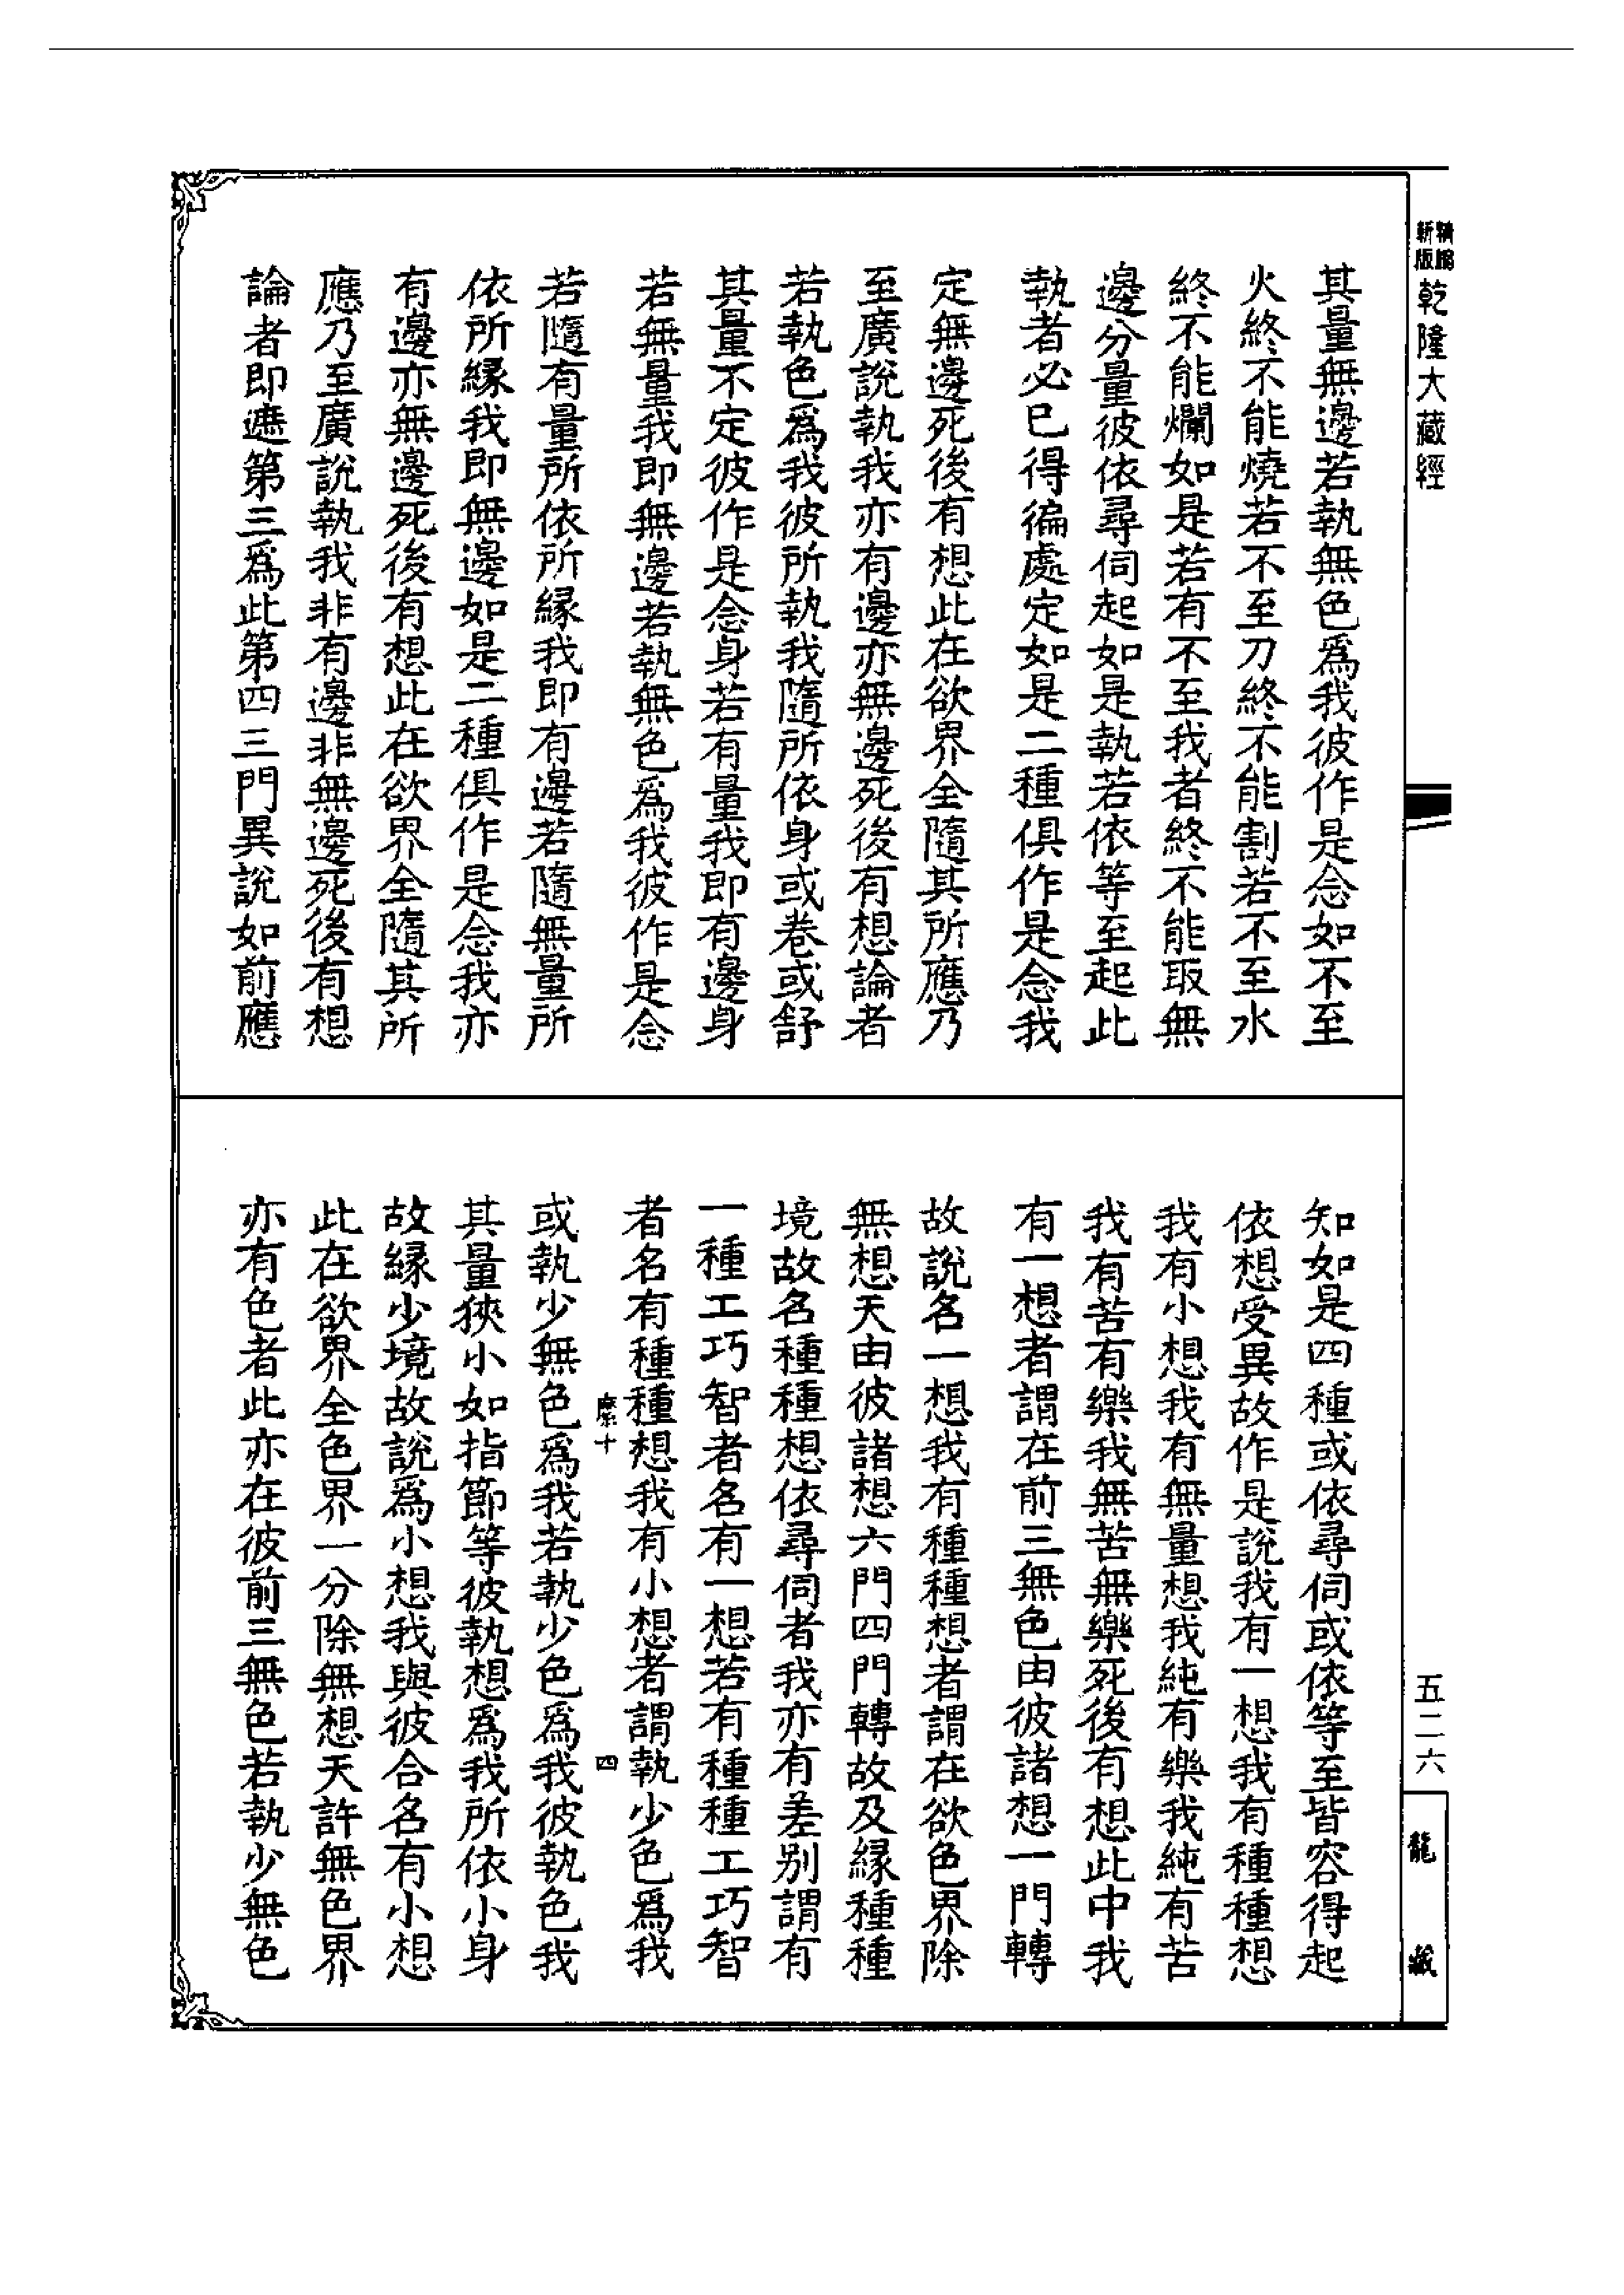 精縮新版乾隆大藏經
其量無邊若執無色爲我彼作是念如不至
火終不能燒若不至刀終不能割若不至水
終不能爛如是若有不至我者終不能取無
邊分量彼依尋伺起如是執若依等至起此
執者必已得徧處定如是二種俱作是念我
定無邊死後有想此在欲界全隨其所應乃
至廣說執我亦有邊亦無邊死後有想論者
若執色爲我彼所執我隨所依身或卷或舒
其量不定彼作是念身若有量我即有邊身
若無量我即無邊若執無色爲我彼作是念
若隨有量所依所緣我即有邊若隨無量所
依所緣我即無邊如是二種俱作是念我亦
有邊亦無邊死後有想此在欲界全隨其所
應乃至廣說執我非有邊非無邊死後有想
論者即遮第三爲此第四三門異說如前應
知如是四種或依尋伺或依等至皆容得起
依想受異故作是說我有一想我有種種想
我有小想我有無量想我純有樂我純有苦
我有苦有樂我無苦無樂死後有想此中我
有一想者謂在前三無色由彼諸想一門轉
故說名一想我有種種想者謂在欲色界除
無想天由彼諸想六門四門轉故及緣種種
境故名種種想依尋伺者我亦有差別謂有
一種工巧智者名有一想若有種種工巧智
者名有種種想我有小想者謂執少色爲我
縻十 四
或執少無色爲我若執少色爲我彼執色我
其量狹小如指節等彼執想爲我所依小身
故緣少境故說爲小想我與彼合名有小想
此在欲界全色界一分除無想天許無色界
亦有色者此亦在彼前三無色若執少無色
五二六
龍藏